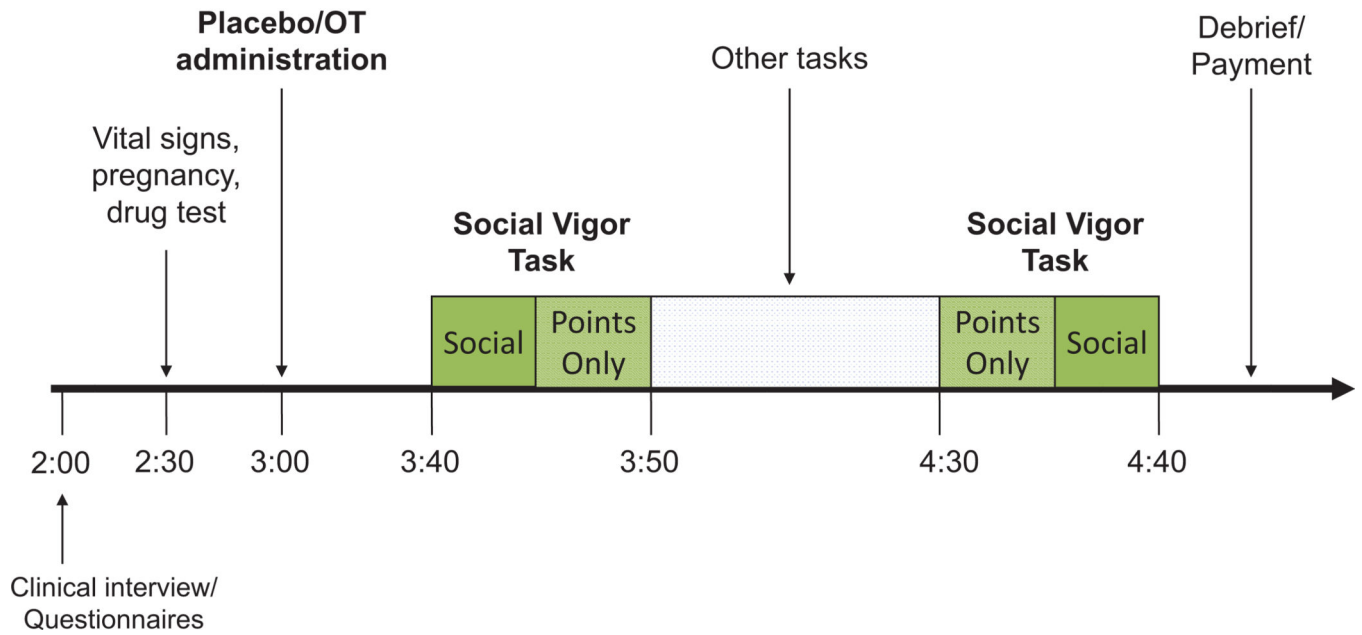 Placebo/OT
administration
Other tasks
Debrief/
Payment
Vital signs,
pregnancy,
drug test
Social Vigor
Task
Social Vigor
Task
Social
Points
Only
Points
Only
Social
2:00
2:30
3:00
3:40
3:50
4:30
4:40
Clinical interview/
Questionnaires